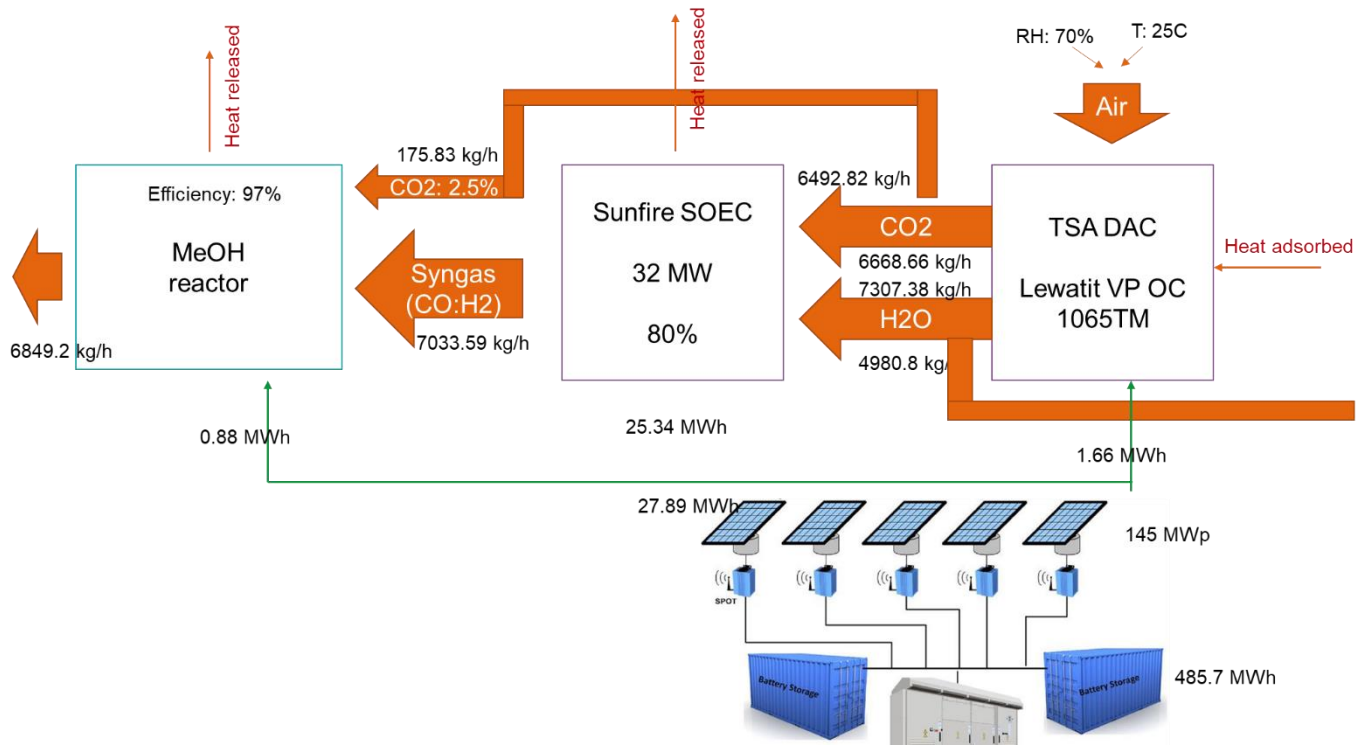 Heat released
Heat released
RH: 70%
T: 25C
Air
175.83 kg/h
CO2: 2.5%
6492.82 kg/h
Efficiency: 97%
MeOH
reactor
Sunfire SOEC
32 MW
80%
CO2
6668.66 kg/h
7307.38 kg/h
H2O
4980.8 kg/
TSA DAC
Lewatit VP OC
1065TM
Heat adsorbed
Syngas
(CO:H2)
7033.59 kg/h
6849.2 kg/h
0.88 MWh
25.34 MWh
1.66 MWh
27.89 MWh
145 MWp
SPOT
Battery Storage
Battery Storage
485.7 MWh